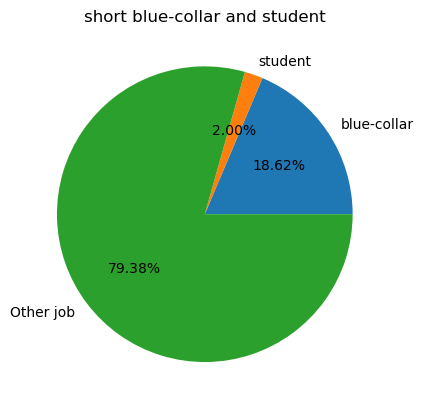 short blue-collar and student
student
blue-collar
2.00%
18.62%
79.38%
Other job